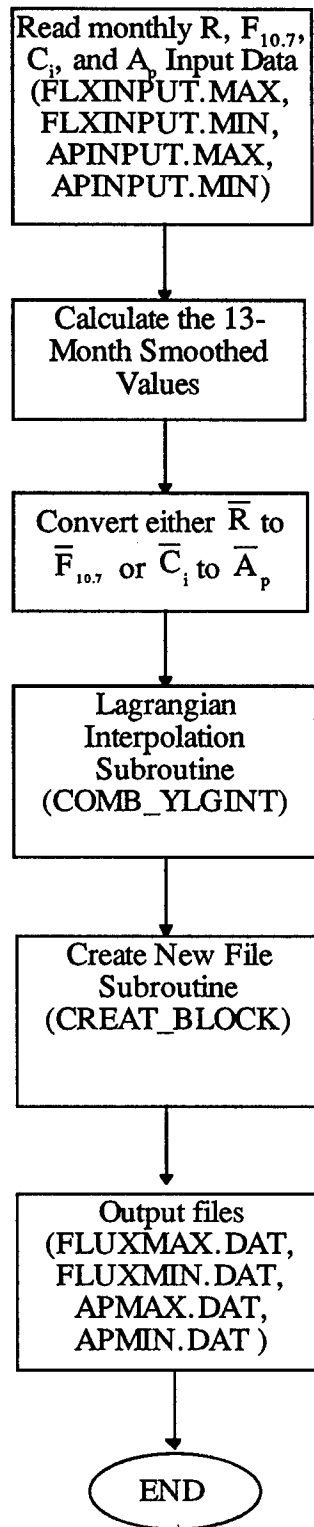 Read monthly R, F10.7,
Ci, and Ap Input Data
(FLXINPUT.MAX,
FLXINPUT.MIN,
APINPUT.MAX,
APINPUT.MIN)
Calculate the 13-
Month Smoothed
Values
Convert either R̅ to
F̅10.7 or C̅i to A̅p
Lagrangian
Interpolation
Subroutine
(COMB_YLGINT)
Create New File
Subroutine
(CREAT_BLOCK)
Output files
(FLUXMAX.DAT,
FLUXMIN.DAT,
APMAX.DAT,
APMIN.DAT )
END